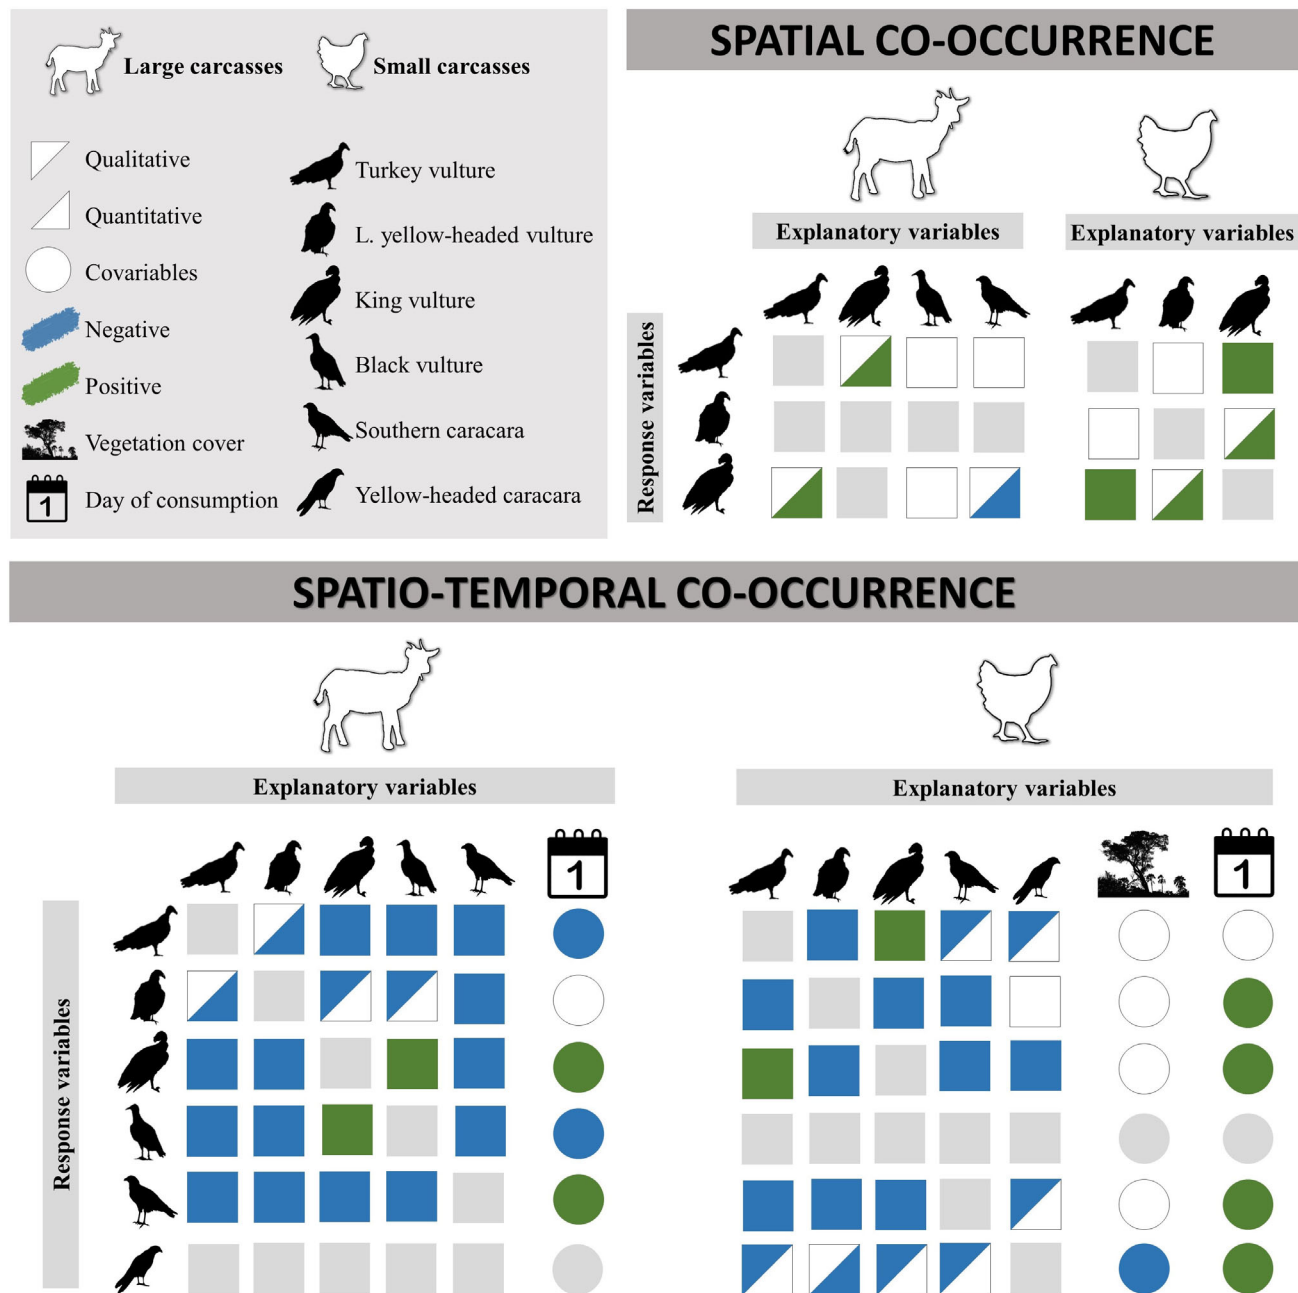 Large carcasses
Small carcasses
Qualitative
Quantitative
Covariables
Negative
Positive
Vegetation cover
1
Day of consumption
Turkey vulture
L. yellow-headed vulture
King vulture
Black vulture
Southern caracara
Yellow-headed caracara
SPATIAL CO-OCCURRENCE
Explanatory variables
Explanatory variables
Response variables
SPATIO-TEMPORAL CO-OCCURRENCE
Explanatory variables
1
Response variables
Explanatory variables
1